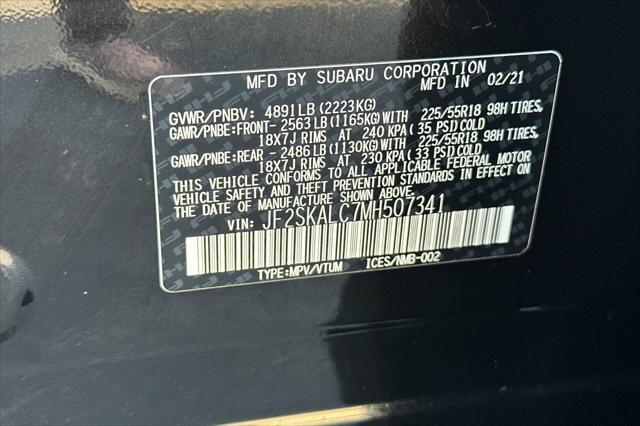 MFD BY SUBARU CORPORATION
MFD IN 02/21
GVWR/PNBV: 4891LB(2223KG)
GAWR/PNBE:FRONT- 2563LB(1165KG)WITH 225/55R18 98H TIRES,
18X7J RIMS AT 240 KPA(35 PSI)COLD
GAWR/PNBE:REAR - 2486LB(1130KG)WITH 225/55R18 98H TIRES,
18X7J RIMS AT 230 KPA(33 PSI)COLD
THIS VEHICLE CONFORMS TO ALL APPLICABLE FEDERAL MOTOR
VEHICLE SAFETY AND THEFT PREVENTION STANDARDS IN EFFECT ON
THE DATE OF MANUFACTURE SHOWN ABOVE.
VIN: JF2SKALC7MH507341
TYPE:MPV/VTUM ICES/NMB-002